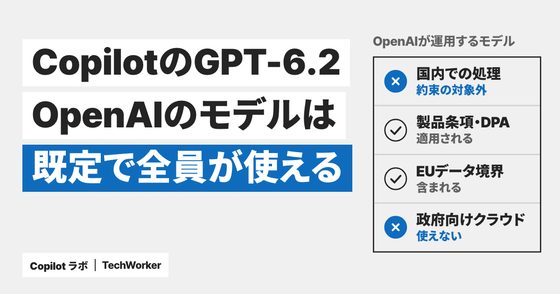 CopilotのGPT-6.2
OpenAIのモデルは
既定で全員が使える
Copilot ラボ | TechWorker
OpenAIが運用するモデル
国内での処理
約束の対象外
製品条項・DPA
適用される
EUデータ境界
含まれる
政府向けクラウド
使えない